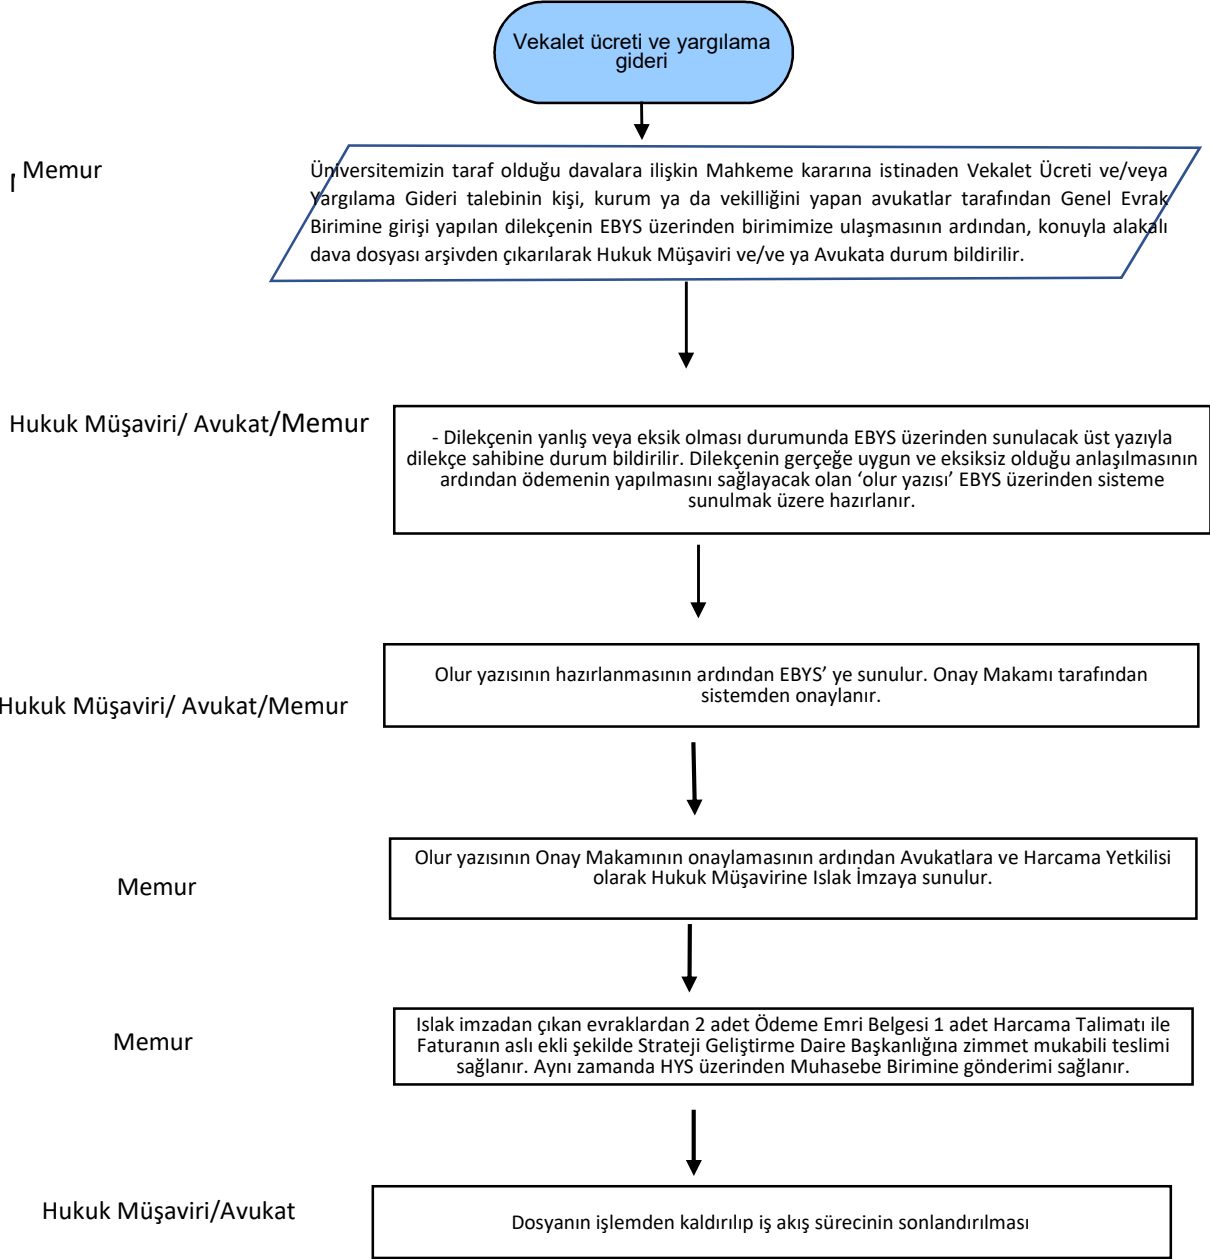 Vekalet ücreti ve yargılama
gideri
Memur
Üniversitemizin taraf olduğu davalara ilişkin Mahkeme kararına istinaden Vekalet Ücreti ve/veya
Yargılama Gideri talebinin kişi, kurum ya da vekilliğini yapan avukatlar tarafından Genel Evrak
Birimine girişi yapılan dilekçenin EBYS üzerinden birimimize ulaşmasının ardından, konuyla alakalı
dava dosyası arşivden çıkarılarak Hukuk Müşaviri ve/ve ya Avukata durum bildirilir.
Hukuk Müşaviri/ Avukat/Memur
- Dilekçenin yanlış veya eksik olması durumunda EBYS üzerinden sunulacak üst yazıyla
dilekçe sahibine durum bildirilir. Dilekçenin gerçeğe uygun ve eksiksiz olduğu anlaşılmasının
ardından ödemenin yapılmasını sağlayacak olan ‘olur yazısı’ EBYS üzerinden sisteme
sunulmak üzere hazırlanır.
Hukuk Müşaviri/ Avukat/Memur
Olur yazısının hazırlanmasının ardından EBYS’ ye sunulur. Onay Makamı tarafından
sistemden onaylanır.
Memur
Olur yazısının Onay Makamının onaylamasının ardından Avukatlara ve Harcama Yetkilisi
olarak Hukuk Müşavirine Islak İmzaya sunulur.
Memur
Islak imzadan çıkan evraklardan 2 adet Ödeme Emri Belgesi 1 adet Harcama Talimatı ile
Faturanın aslı ekli şekilde Strateji Geliştirme Daire Başkanlığına zimmet mukabili teslimi
sağlanır. Aynı zamanda HYS üzerinden Muhasebe Birimine gönderimi sağlanır.
Hukuk Müşaviri/Avukat
Dosyanın işlemden kaldırılıp iş akış sürecinin sonlandırılması